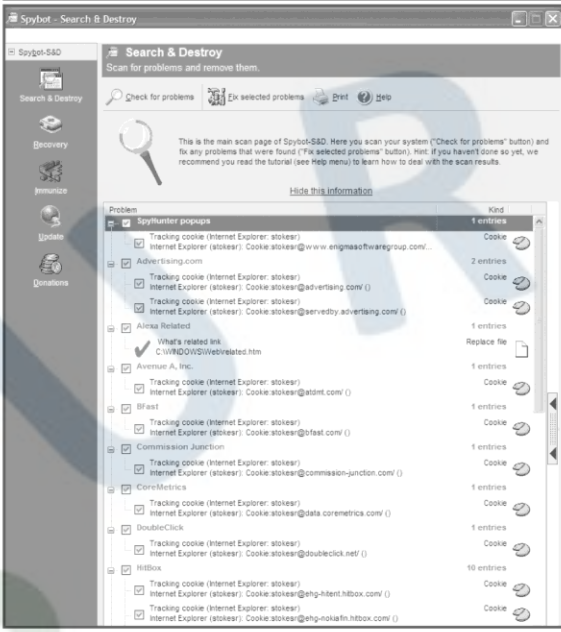 Spybot - Search & Destroy
Spybot-S&D
Search & Destroy
Recovery
Immunize
Update
Donations
Search & Destroy
Scan for problems and remove them.
Check for problems Fix selected problems Print Help
This is the main scan page of Spybot-S&D. Here you scan your system ("Check for problems" button) and
fix any problems that were found ("Fix selected problems" button). Hint: if you haven't done so yet, we
recommend you read the tutorial (see Help menu) to learn how to deal with the scan results.
Hide this information
Problem Kind
SpyHunter popups 1 entries
Tracking cookie (Internet Explorer: stokesr) Cookie
Internet Explorer (stokesr): Cookie:stokesr@www.enigmasoftwaregroup.com/...
Advertising.com 2 entries
Tracking cookie (Internet Explorer: stokesr) Cookie
Internet Explorer (stokesr): Cookie:stokesr@advertising.com/ ()
Tracking cookie (Internet Explorer: stokesr) Cookie
Internet Explorer (stokesr): Cookie:stokesr@servedby.advertising.com/ ()
Alexa Related 1 entries
What's related link Replace file
C:\WINDOWS\Web\related.htm
Avenue A, Inc. 1 entries
Tracking cookie (Internet Explorer: stokesr) Cookie
Internet Explorer (stokesr): Cookie:stokesr@atdmt.com/ ()
BFast 1 entries
Tracking cookie (Internet Explorer: stokesr) Cookie
Internet Explorer (stokesr): Cookie:stokesr@bfast.com/ ()
Commission Junction 1 entries
Tracking cookie (Internet Explorer: stokesr) Cookie
Internet Explorer (stokesr): Cookie:stokesr@commission-junction.com/ ()
CoreMetrics 1 entries
Tracking cookie (Internet Explorer: stokesr) Cookie
Internet Explorer (stokesr): Cookie:stokesr@data.coremetrics.com/ ()
DoubleClick 1 entries
Tracking cookie (Internet Explorer: stokesr) Cookie
Internet Explorer (stokesr): Cookie:stokesr@doubleclick.net/ ()
HitBox 10 entries
Tracking cookie (Internet Explorer: stokesr) Cookie
Internet Explorer (stokesr): Cookie:stokesr@ehg-hitent.hitbox.com/ ()
Tracking cookie (Internet Explorer: stokesr) Cookie
Internet Explorer (stokesr): Cookie:stokesr@ehg-nokiafin.hitbox.com/ ()